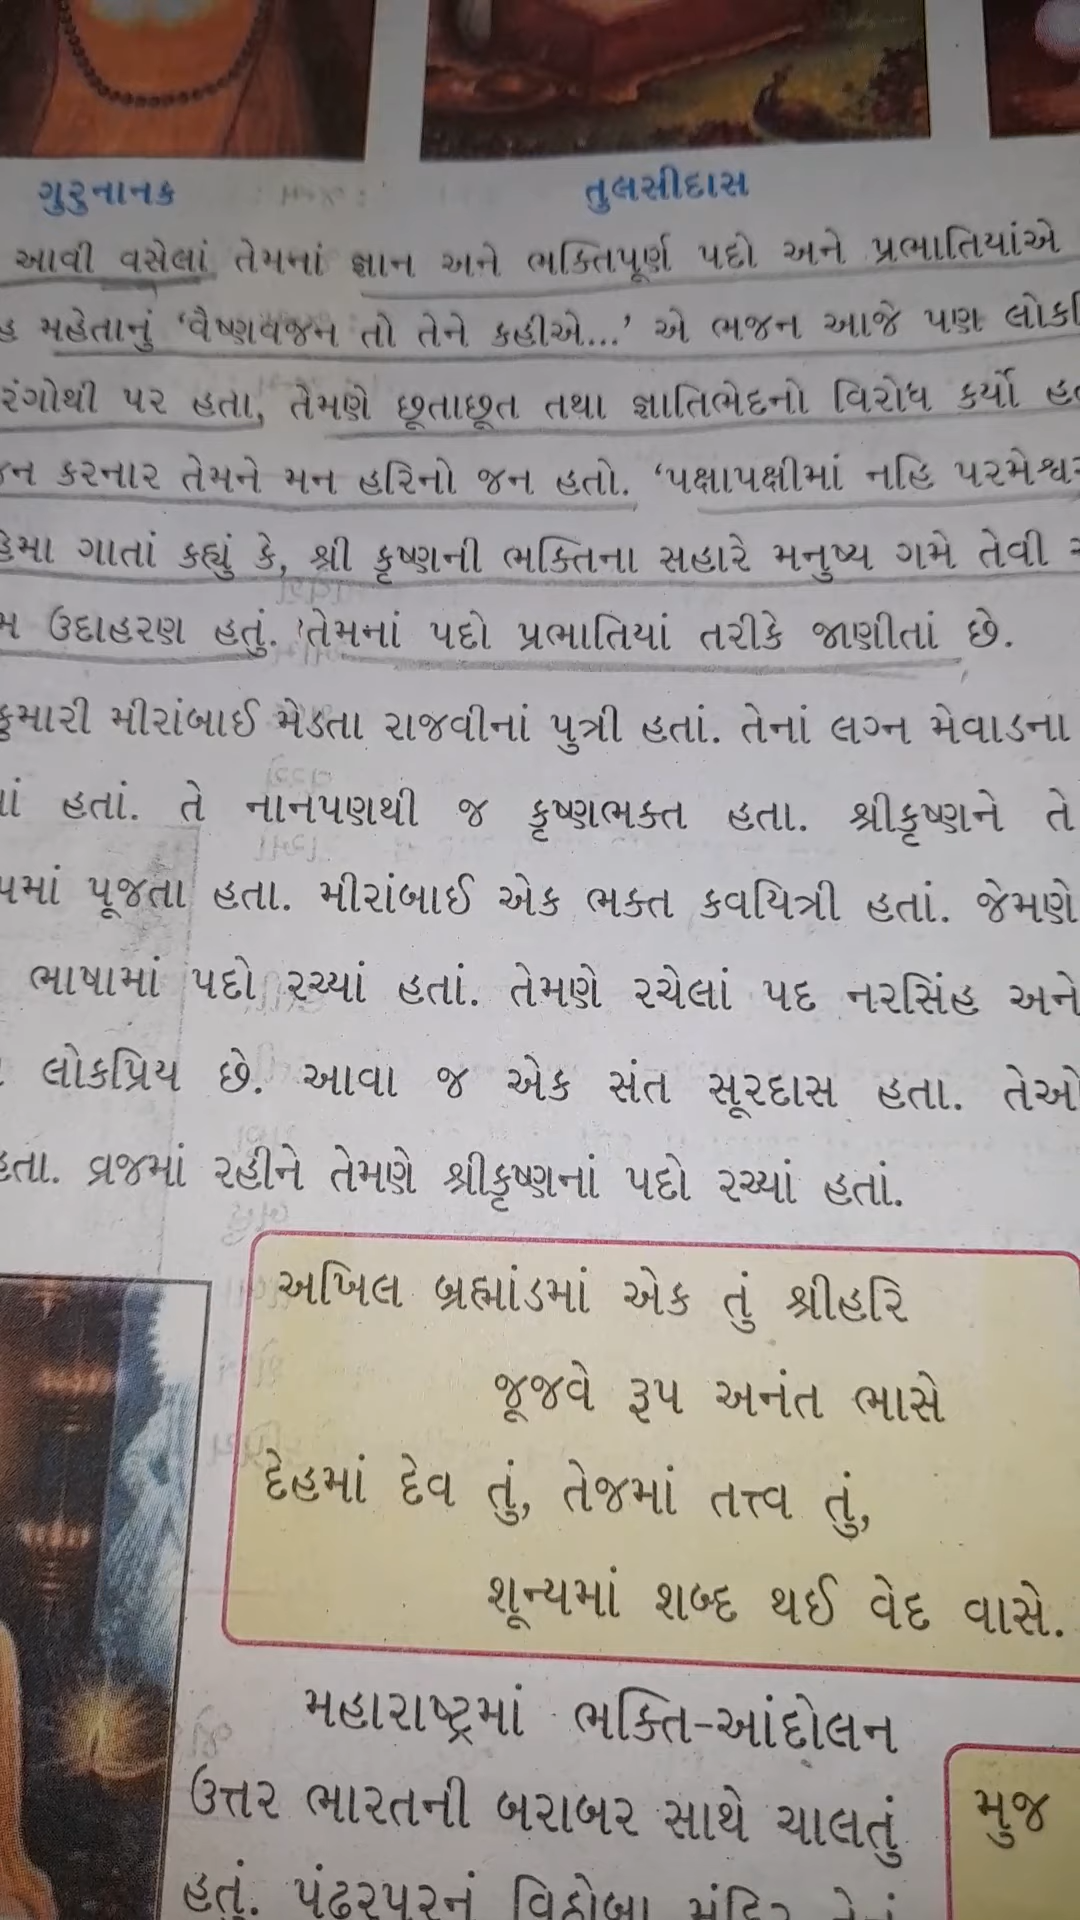 ગુરુનાનક
તુલસીદાસ
આવી વસેલાં તેમનાં જ્ઞાન અને ભક્તિપૂર્ણ પદો અને પ્રભાતિયાંએ
મહેતાનું ‘વૈષ્ણવજન તો તેને કહીએ...’ એ ભજન આજે પણ
રંગોથી પર હતા, તેમણે છૂતાછૂત તથા જ્ઞાતિભેદનો વિરોધ કર્યો
કરનાર તેમને મન હરિનો જન હતો. ‘પક્ષાપક્ષીમાં નહિ
ગાતાં કહ્યું કે, શ્રી કૃષ્ણની ભક્તિના સહારે મનુષ્ય ગમે તેવી
ઉદાહરણ હતું. તેમનાં પદો પ્રભાતિયાં તરીકે જાણીતાં છે.
કુમારી મીરાંબાઈ મેડતા રાજવીનાં પુત્રી હતાં. તેનાં લગ્ન મેવાડના
હતાં. તે નાનપણથી જ કૃષ્ણભક્ત હતા. શ્રીકૃષ્ણને તે
પૂજતા હતા. મીરાંબાઈ એક ભક્ત કવયિત્રી હતાં. જેમણે
ભાષામાં પદો રચ્યાં હતાં. તેમણે રચેલાં પદ નરસિંહ અને
લોકપ્રિય છે. આવા જ એક સંત સૂરદાસ હતા. તેઓ
હતા. વ્રજમાં રહીને તેમણે શ્રીકૃષ્ણનાં પદો રચ્યાં હતાં.
અખિલ બ્રહ્માંડમાં એક તું શ્રીહરિ
જૂજવે રૂપ અનંત ભાસે
દેહમાં દેવ તું, તેજમાં તત્ત્વ તું,
શૂન્યમાં શબ્દ થઈ વેદ વાસે.
મહારાષ્ટ્રમાં ભક્તિ-આંદોલન
ઉત્તર ભારતની બરાબર સાથે ચાલતું
મુજ
હતું. પંઢરપુરનું વિઠોબા મંદિર